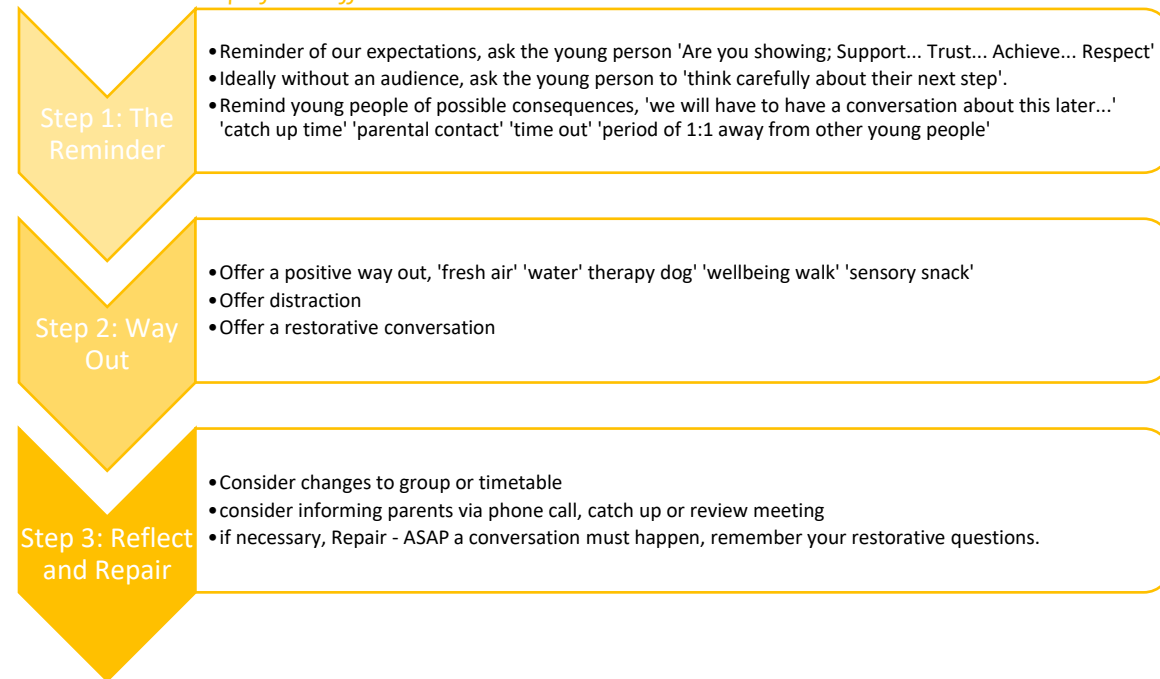 Step 1: The
Reminder
•Reminder of our expectations, ask the young person 'Are you showing; Support... Trust... Achieve... Respect'
•Ideally without an audience, ask the young person to 'think carefully about their next step'.
•Remind young people of possible consequences, 'we will have to have a conversation about this later...'
'catch up time' 'parental contact' 'time out' 'period of 1:1 away from other young people'
Step 2: Way
Out
•Offer a positive way out, 'fresh air' 'water' therapy dog' 'wellbeing walk' 'sensory snack'
•Offer distraction
•Offer a restorative conversation
Step 3: Reflect
and Repair
•Consider changes to group or timetable
•consider informing parents via phone call, catch up or review meeting
•if necessary, Repair - ASAP a conversation must happen, remember your restorative questions.